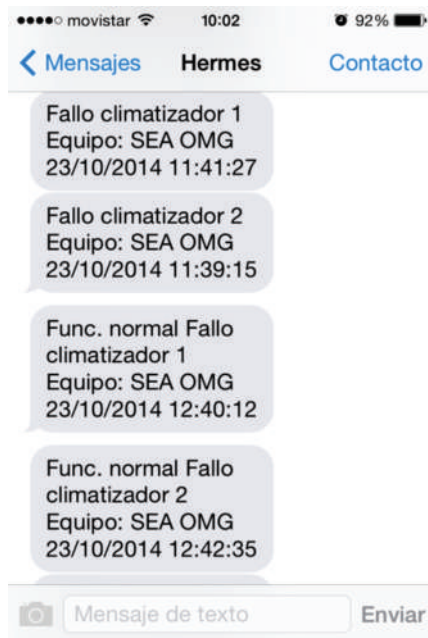 movistar 10:02 92%
Mensajes Hermes Contacto
Fallo climatizador 1
Equipo: SEA OMG
23/10/2014 11:41:27
Fallo climatizador 2
Equipo: SEA OMG
23/10/2014 11:39:15
Func. normal Fallo
climatizador 1
Equipo: SEA OMG
23/10/2014 12:40:12
Func. normal Fallo
climatizador 2
Equipo: SEA OMG
23/10/2014 12:42:35
Mensaje de texto Enviar